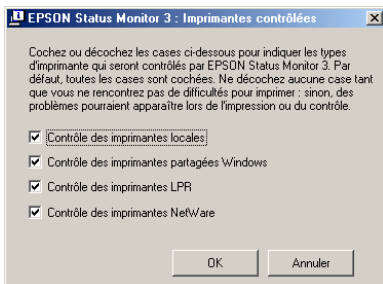 EPSON Status Monitor 3 : Imprimantes contrôlées
Cochez ou décochez les cases ci-dessous pour indiquer les types
d'imprimante qui seront contrôlés par EPSON Status Monitor 3. Par
défaut, toutes les cases sont cochées. Ne décochez aucune case tant
que vous ne rencontrez pas de difficultés pour imprimer : sinon, des
problèmes pourraient apparaître lors de l'impression ou du contrôle.
Contrôle des imprimantes locales
Contrôle des imprimantes partagées Windows
Contrôle des imprimantes LPR
Contrôle des imprimantes NetWare
OK Annuler